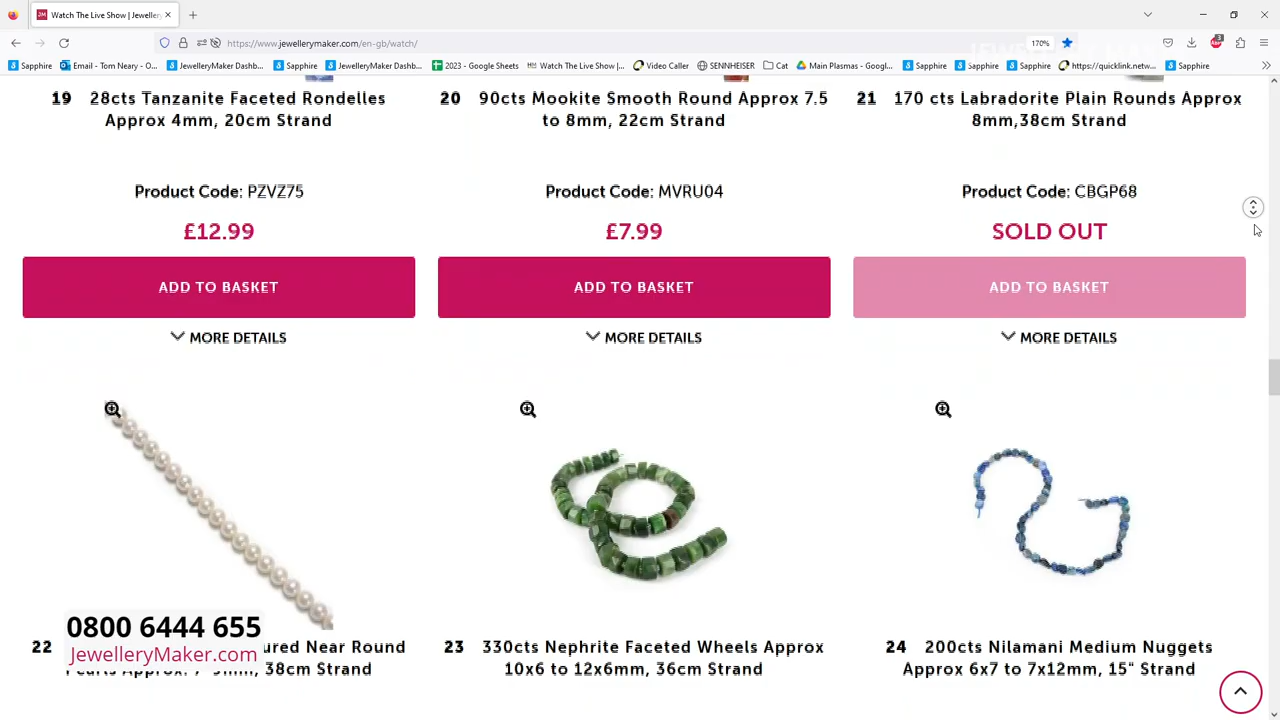 Watch The Live Show | Jeweller
https://www.jewellerymaker.com/en-gb/watch/
170%
Sapphire
Email - Tom Neary - O...
JewelleryMaker Dashb...
Sapphire
JewelleryMaker Dashb...
2023 - Google Sheets
Watch The Live Show |...
Video Caller
SENNHEISER
Cat
Main Plasmas - Googl...
Sapphire
Sapphire
https://quicklink.netw...
Sapphire
19 28cts Tanzanite Faceted Rondelles
Approx 4mm, 20cm Strand
Product Code: PZVZ75
£12.99
ADD TO BASKET
MORE DETAILS
20 90cts Mookite Smooth Round Approx 7.5
to 8mm, 22cm Strand
Product Code: MVRU04
£7.99
ADD TO BASKET
MORE DETAILS
21 170 cts Labradorite Plain Rounds Approx
8mm,38cm Strand
Product Code: CBGP68
SOLD OUT
ADD TO BASKET
MORE DETAILS
22 ured Near Round
38cm Strand
0800 6444 655
JewelleryMaker.com
23 330cts Nephrite Faceted Wheels Approx
10x6 to 12x6mm, 36cm Strand
24 200cts Nilamani Medium Nuggets
Approx 6x7 to 7x12mm, 15" Strand